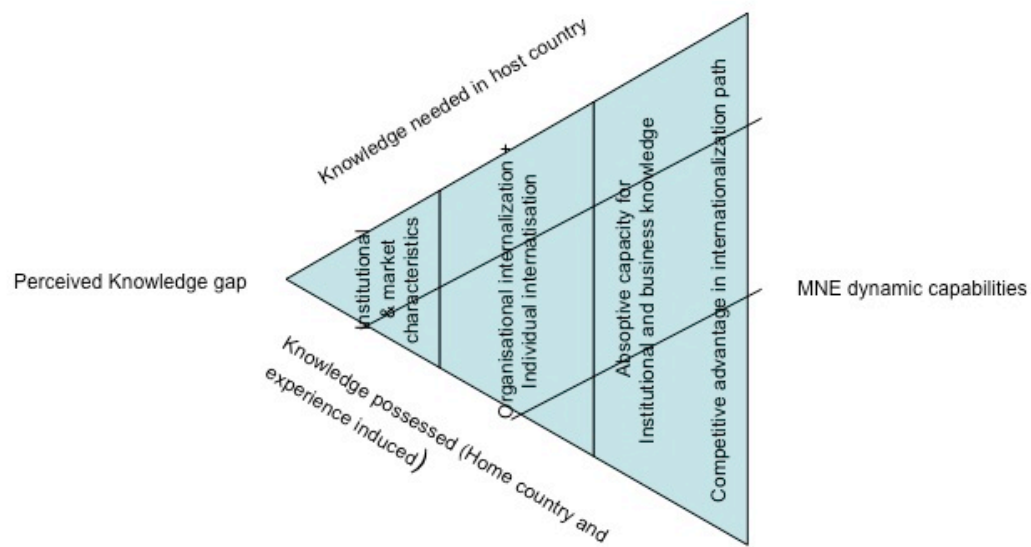 Knowledge needed in host country
Perceived Knowledge gap
Knowledge possessed (Home country and
experience induced)
Institutional
& market
characteristics
Organisational internalization +
Individual internatisation
Absoptive capacity for
Institutional and business knowledge
Competitive advantage in internationalization path
MNE dynamic capabilities